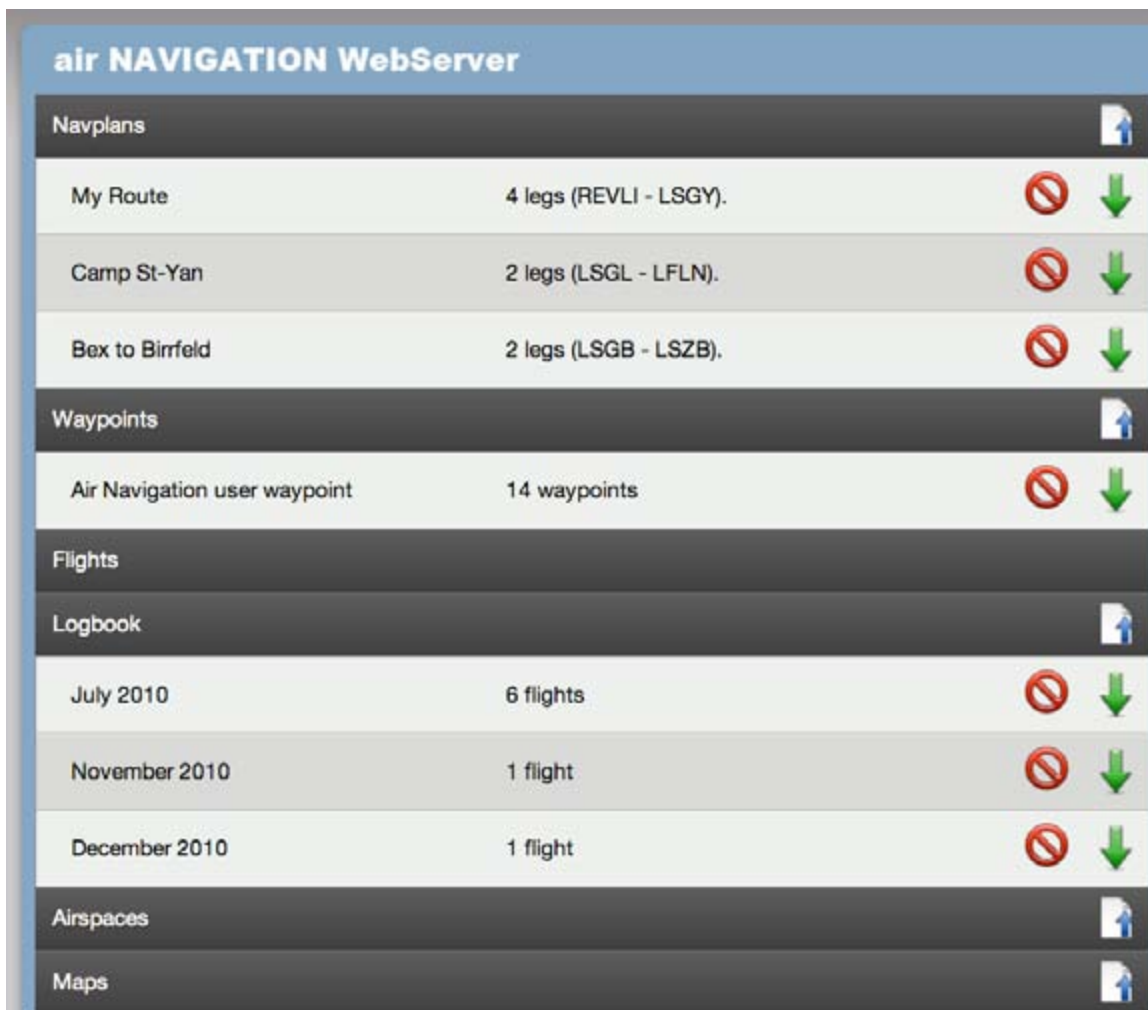 air NAVIGATION WebServer
Navplans
My Route 4 legs (REVLI - LSGY).
Camp St-Yan 2 legs (LSGL - LFLN).
Bex to Birrfeld 2 legs (LSGB - LSZB).
Waypoints
Air Navigation user waypoint 14 waypoints
Flights
Logbook
July 2010 6 flights
November 2010 1 flight
December 2010 1 flight
Airspaces
Maps